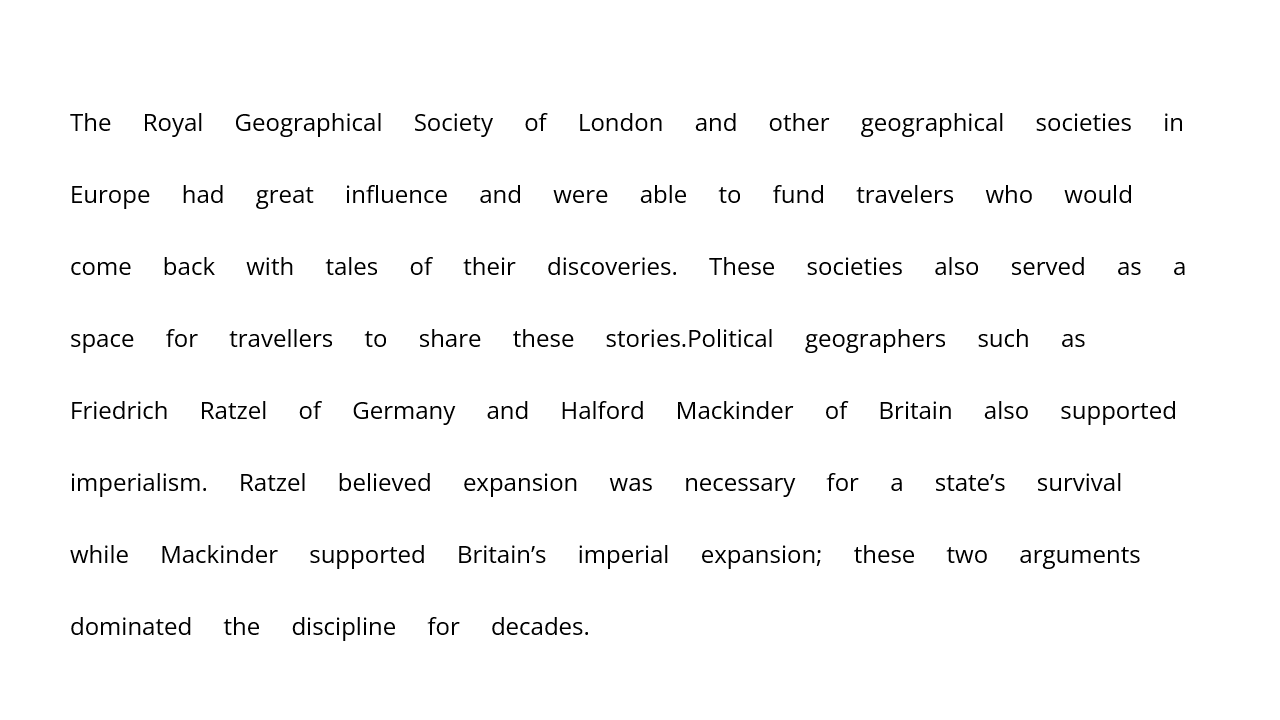 The Royal Geographical Society of London and other geographical societies in
Europe had great influence and were able to fund travelers who would
come back with tales of their discoveries. These societies also served as a
space for travellers to share these stories.Political geographers such as
Friedrich Ratzel of Germany and Halford Mackinder of Britain also supported
imperialism. Ratzel believed expansion was necessary for a state’s survival
while Mackinder supported Britain’s imperial expansion; these two arguments
dominated the discipline for decades.